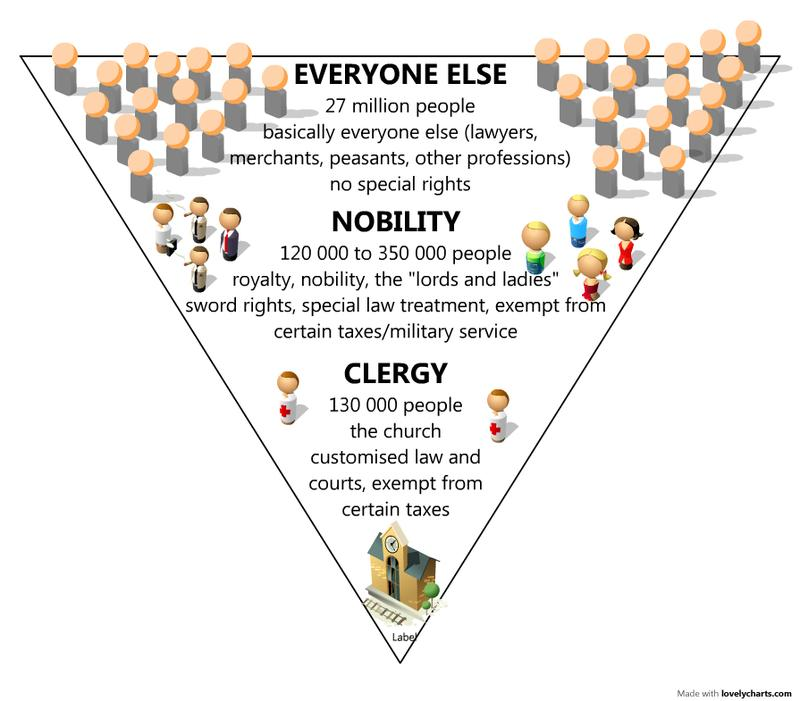 EVERYONE ELSE
27 million people
basically everyone else (lawyers,
merchants, peasants, other professions)
no special rights
NOBILITY
120 000 to 350 000 people
royalty, nobility, the "lords and ladies"
sword rights, special law treatment, exempt from
certain taxes/military service
CLERGY
130 000 people
the church
customised law and
courts, exempt from
certain taxes
Label
Made with lovelycharts.com